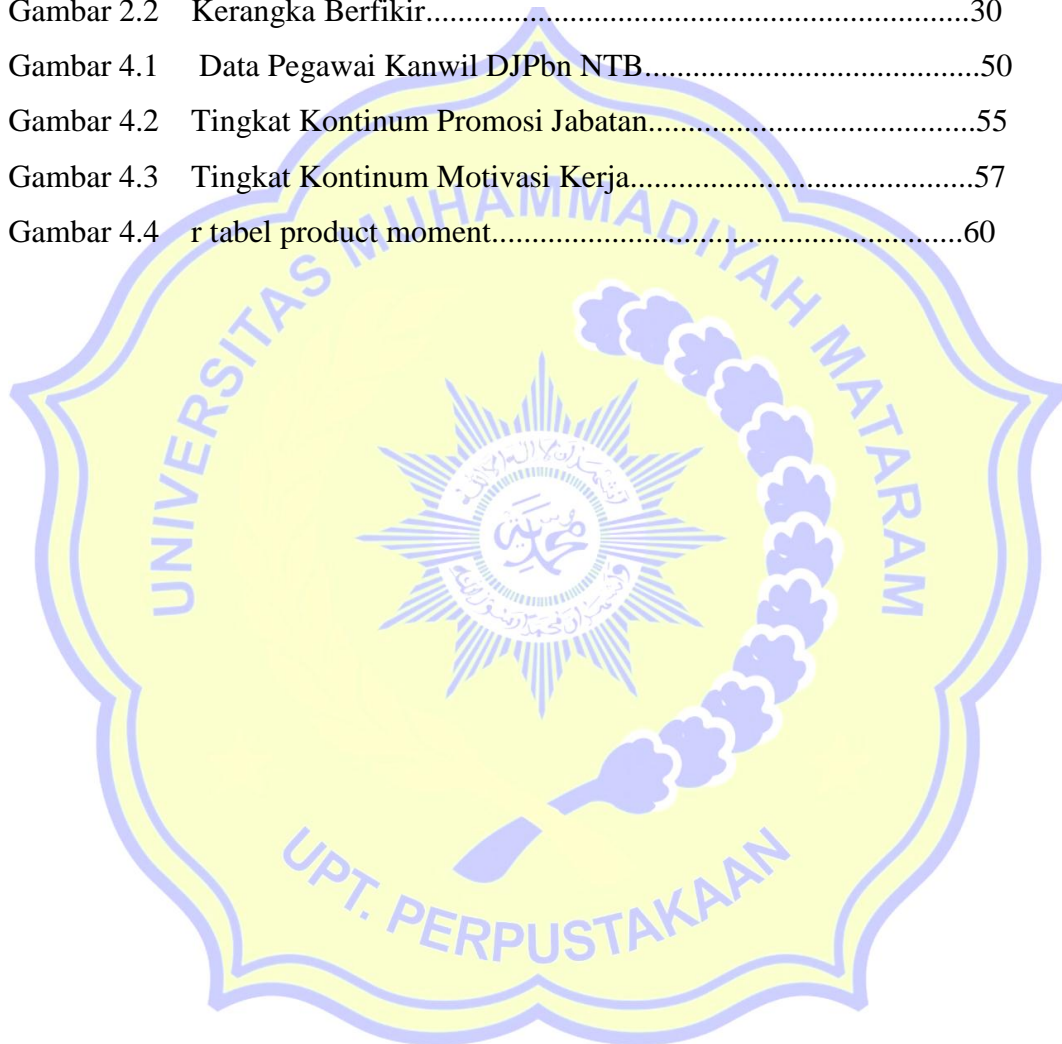 Gambar 2.2 Kerangka Berfikir.....................................................................30
Gambar 4.1 Data Pegawai Kanwil DJPbn NTB.........................................50
Gambar 4.2 Tingkat Kontinum Promosi Jabatan........................................55
Gambar 4.3 Tingkat Kontinum Motivasi Kerja..........................................57
Gambar 4.4 r tabel product moment..........................................................60
UNIVERSITAS MUHAMMADIYAH MATARAM
UPT. PERPUSTAKAAN